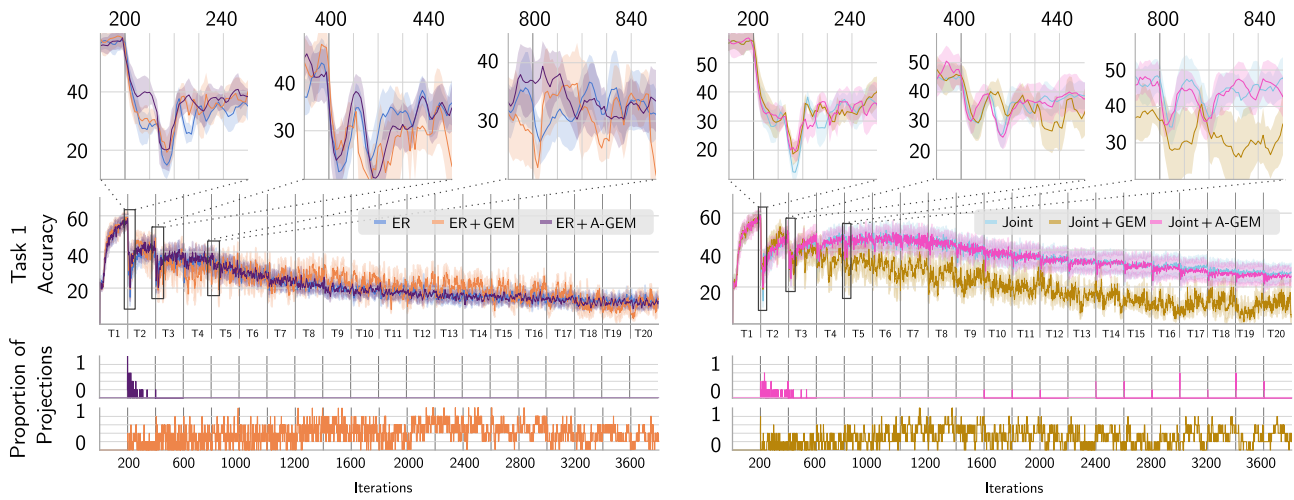 200 240 400 440 800 840 200 240 400 440 800 840
40 20
40 30
40 30
50 40 30 20
50 40 30 20
50 40 30
60 40 20
ER ER + GEM ER + A-GEM
60 40 20
Joint Joint + GEM Joint + A-GEM
Task 1
Accuracy
T1 T2 T3 T4 T5 T6 T7 T8 T9 T10 T11 T12 T13 T14 T15 T16 T17 T18 T19 T20
T1 T2 T3 T4 T5 T6 T7 T8 T9 T10 T11 T12 T13 T14 T15 T16 T17 T18 T19 T20
Proportion of
Projections
1 0
1 0
1 0
1 0
200 600 1000 1200 2000 2400 2800 3200 3600
200 600 1000 1600 2000 2400 2800 3200 3600
Iterations
Iterations